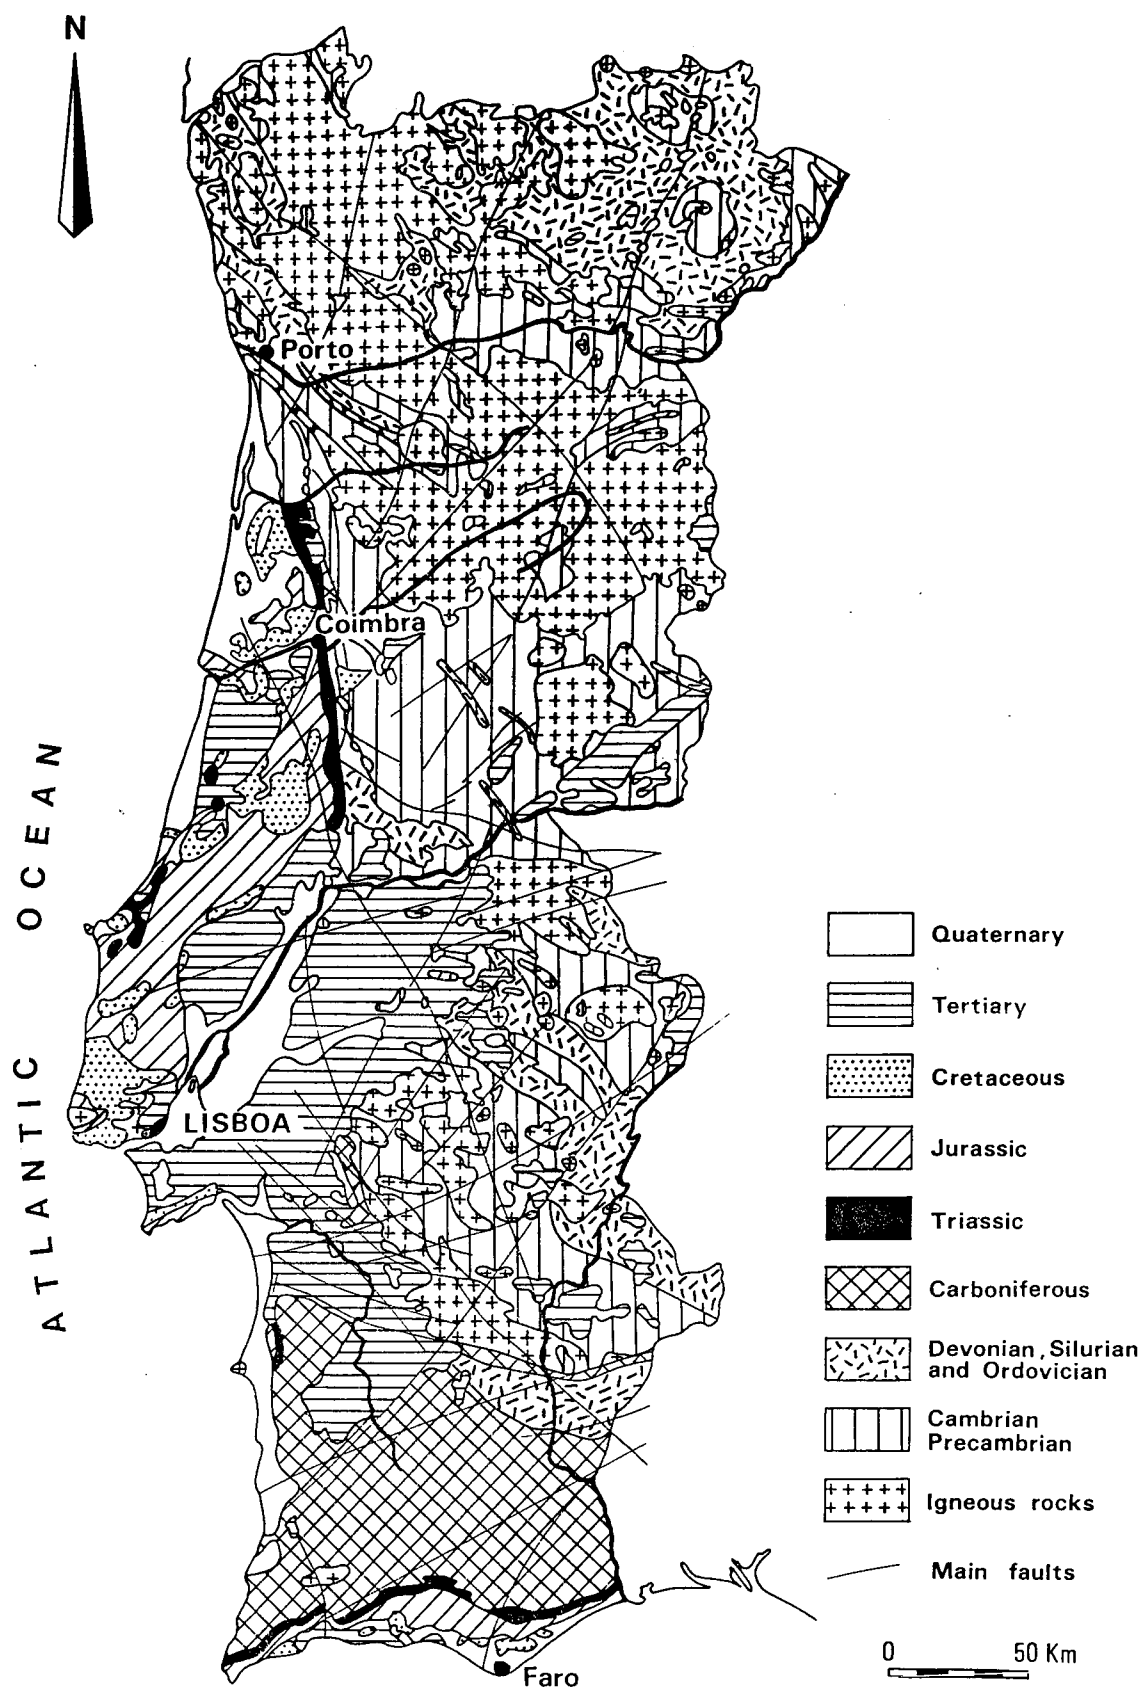 N
Porto
Coimbra
ATLANTIC OCEAN
LISBOA
Faro
Quaternary
Tertiary
Cretaceous
Jurassic
Triassic
Carboniferous
Devonian, Silurian
and Ordovician
Cambrian
Precambrian
Igneous rocks
Main faults
0 50 Km